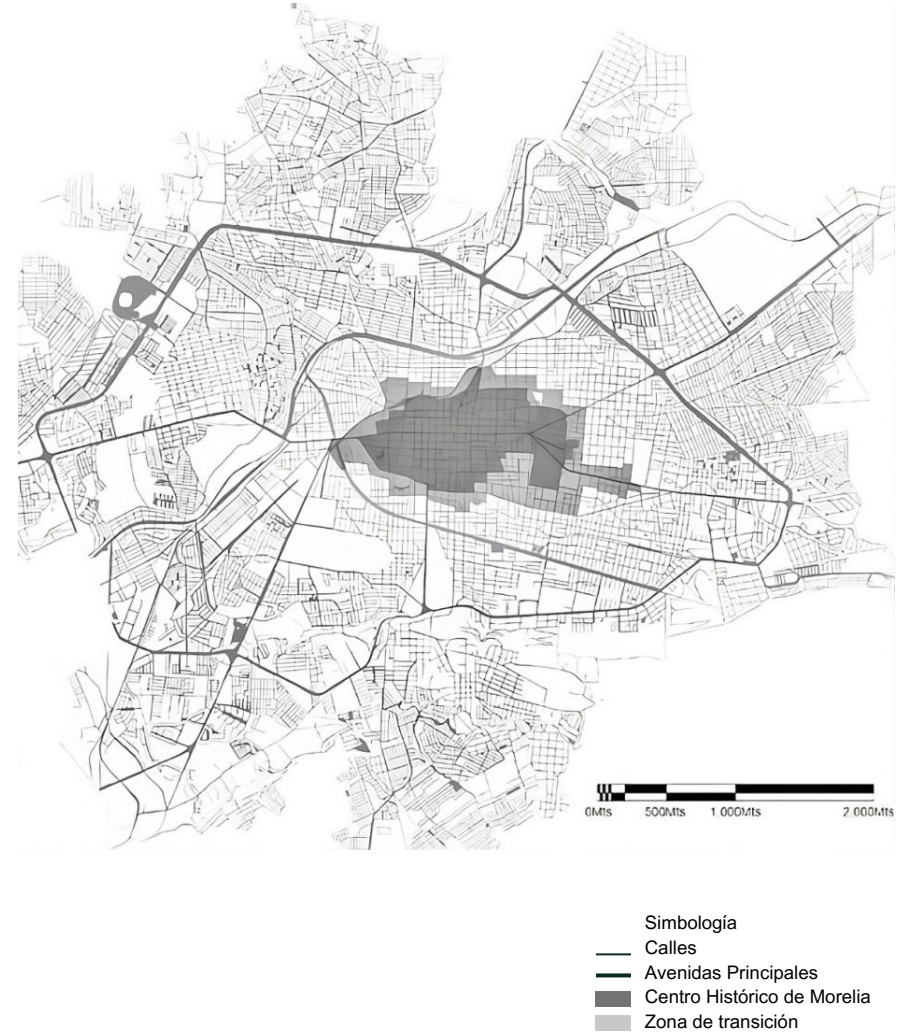 0Mts 500Mts 1.000Mts 2.000Mts
Simbología
Calles
Avenidas Principales
Centro Histórico de Morelia
Zona de transición